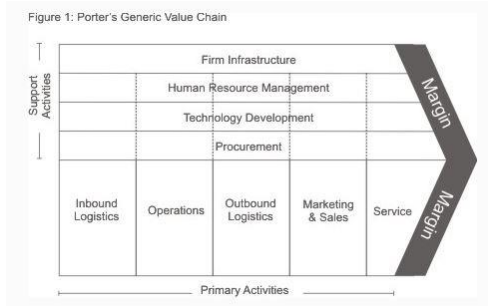 Figure 1: Porter's Generic Value Chain
Support
Activities
Firm Infrastructure
Human Resource Management
Technology Development
Procurement
Inbound
Logistics
Operations
Outbound
Logistics
Marketing
& Sales
Service
Margin
Margin
Primary Activities